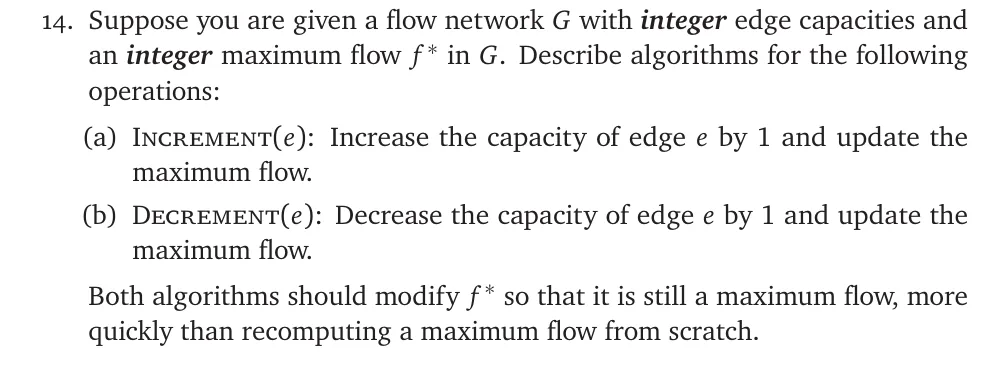 14. Suppose you are given a flow network G with integer edge capacities and
an integer maximum flow f* in G. Describe algorithms for the following
operations:
(a) INCREMENT(e): Increase the capacity of edge e by 1 and update the
maximum flow.
(b) DECREMENT(e): Decrease the capacity of edge e by 1 and update the
maximum flow.
Both algorithms should modify f* so that it is still a maximum flow, more
quickly than recomputing a maximum flow from scratch.